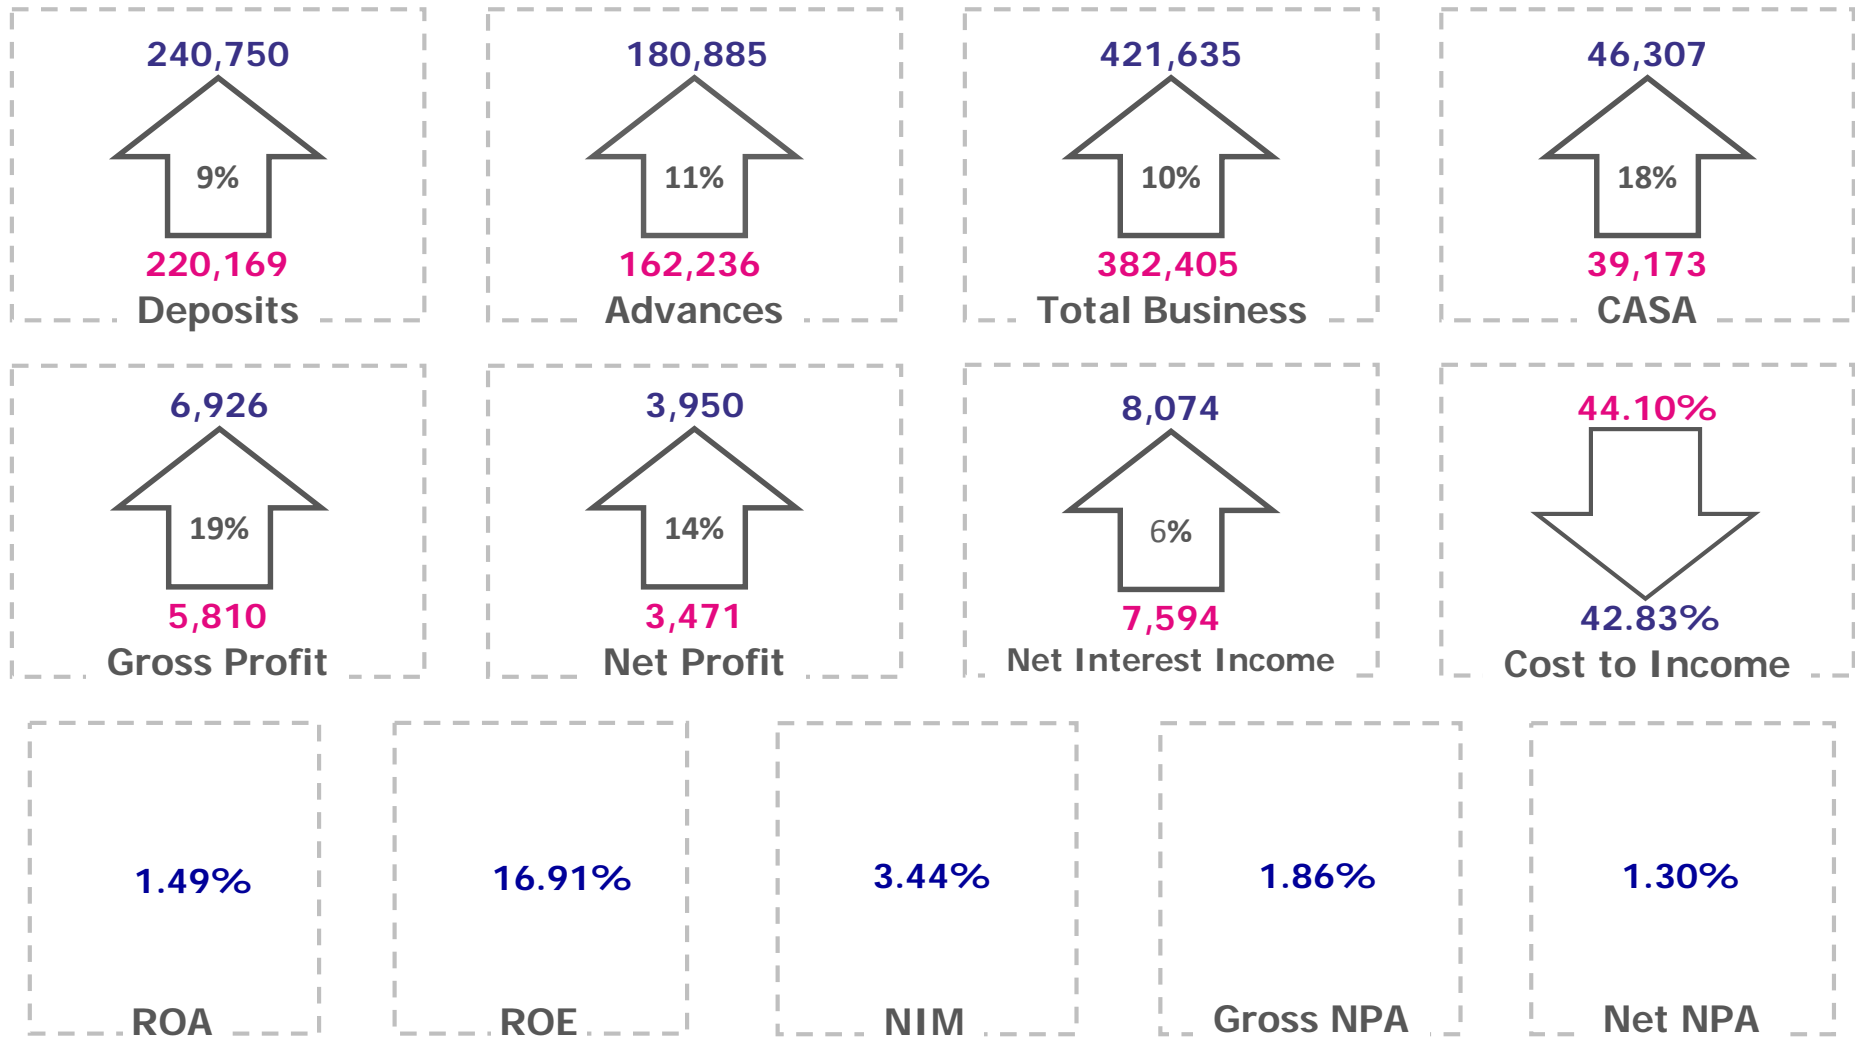 240,750
9%
220,169
Deposits
180,885
11%
162,236
Advances
421,635
10%
382,405
Total Business
46,307
18%
39,173
CASA
6,926
19%
5,810
Gross Profit
3,950
14%
3,471
Net Profit
8,074
6%
7,594
Net Interest Income
44.10%
42.83%
Cost to Income
1.49%
ROA
16.91%
ROE
3.44%
NIM
1.86%
Gross NPA
1.30%
Net NPA